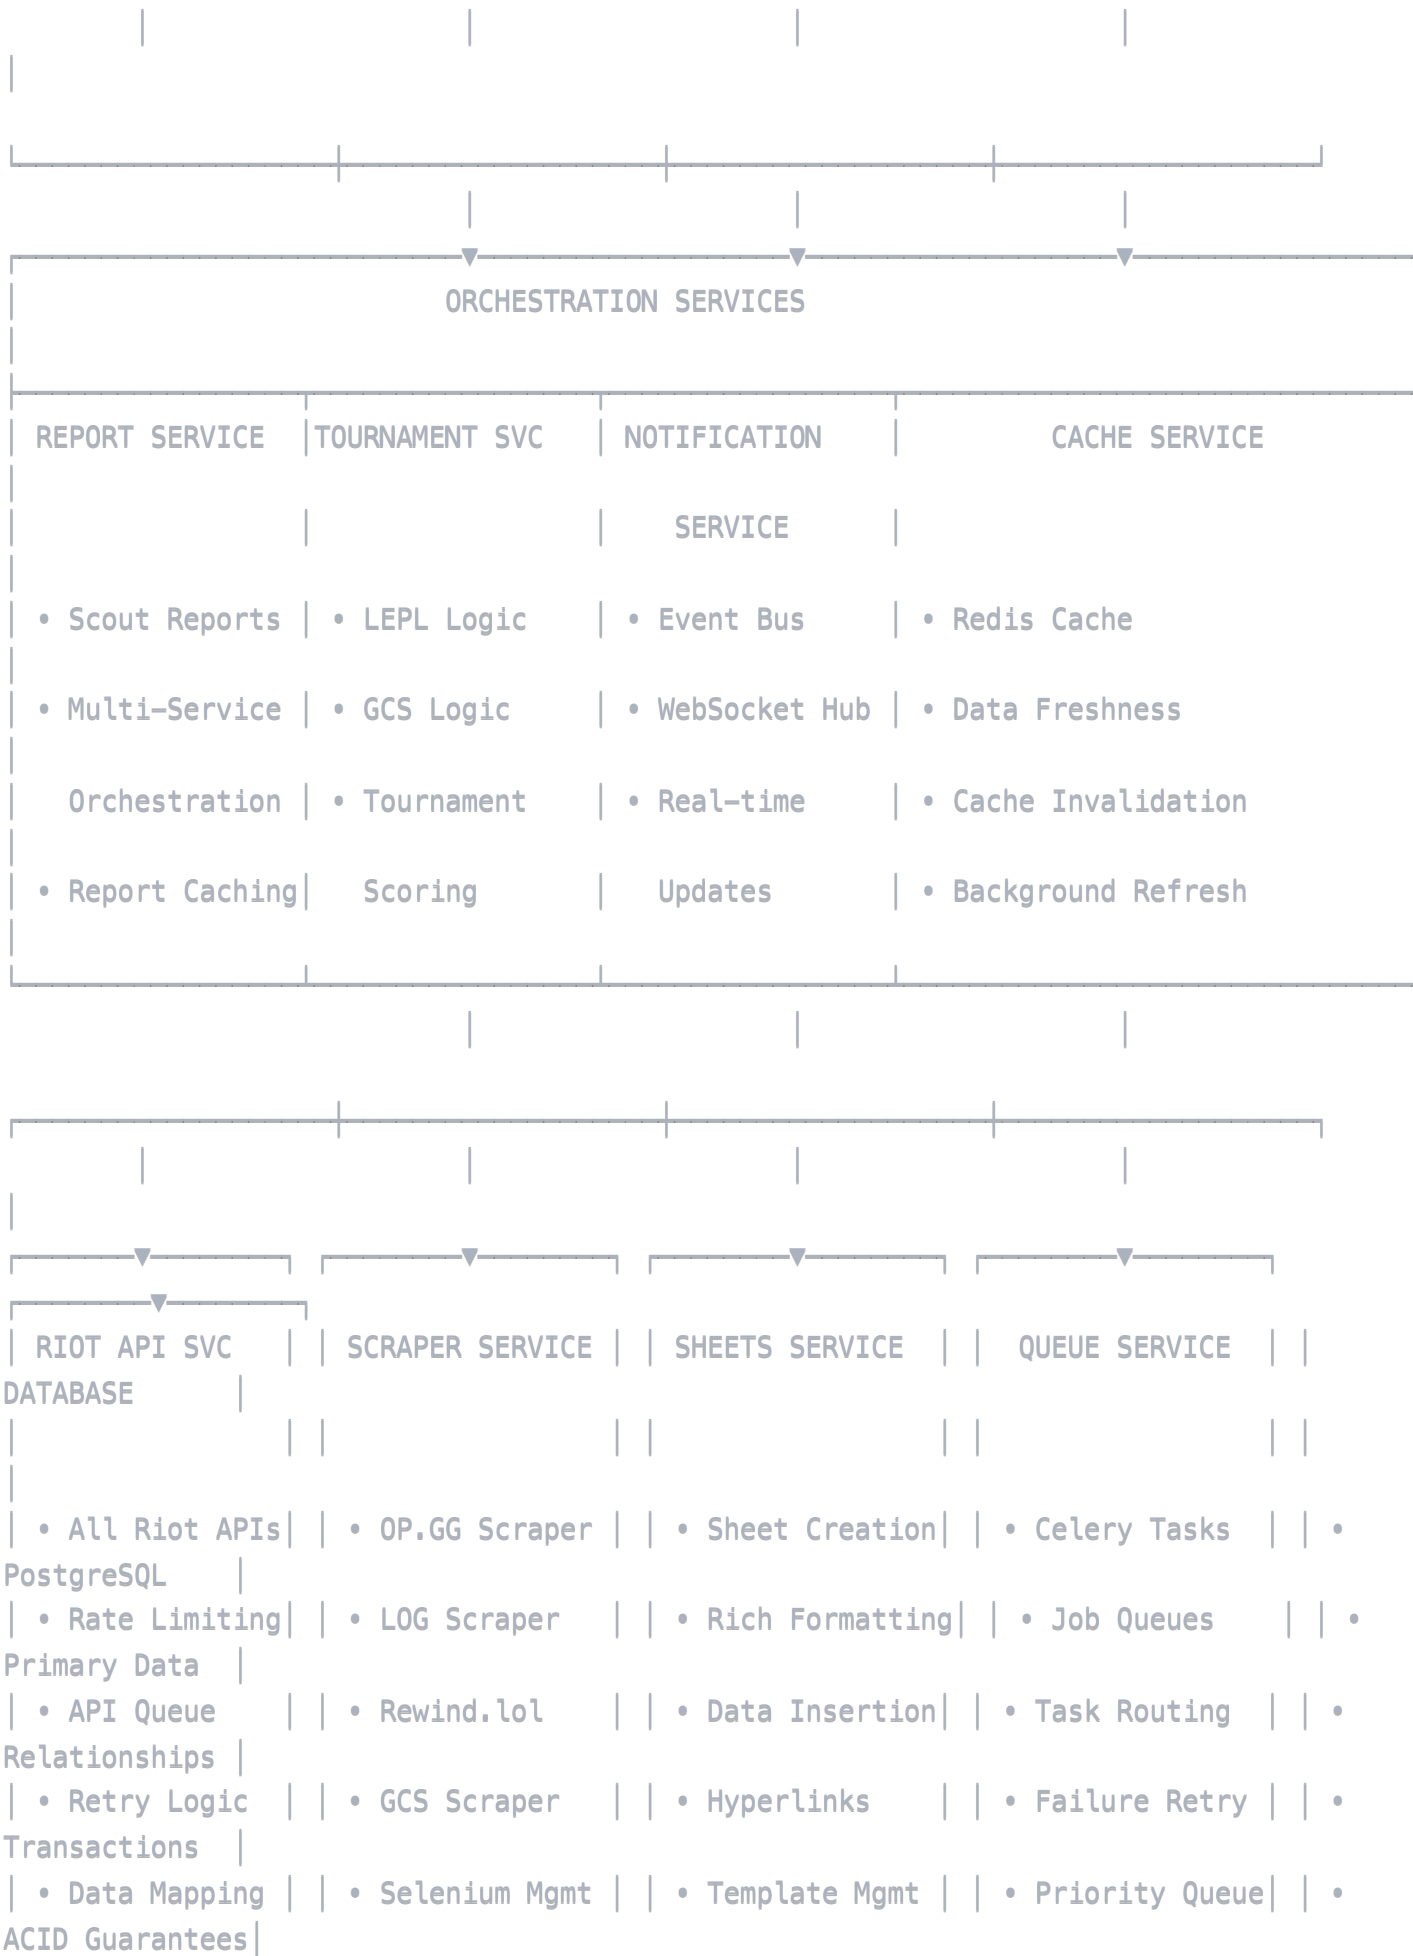 ORCHESTRATION SERVICES
REPORT SERVICE │TOURNAMENT SVC │ NOTIFICATION │ CACHE SERVICE
SERVICE
• Scout Reports │ • LEPL Logic │ • Event Bus │ • Redis Cache
• Multi-Service │ • GCS Logic │ • WebSocket Hub │ • Data Freshness
Orchestration │ • Tournament │ • Real-time │ • Cache Invalidation
• Report Caching│ Scoring │ Updates │ • Background Refresh
│ RIOT API SVC │ │ SCRAPER SERVICE │ │ SHEETS SERVICE │ │ QUEUE SERVICE │ │
DATABASE │
│ • All Riot APIs│ │ • OP.GG Scraper │ │ • Sheet Creation│ │ • Celery Tasks │ │ •
PostgreSQL │
│ • Rate Limiting│ │ • LOG Scraper │ │ • Rich Formatting│ │ • Job Queues │ │ •
Primary Data │
│ • API Queue │ │ • Rewind.lol │ │ • Data Insertion│ │ • Task Routing │ │ •
Relationships │
│ • Retry Logic │ │ • GCS Scraper │ │ • Hyperlinks │ │ • Failure Retry │ │ •
Transactions │
│ • Data Mapping │ │ • Selenium Mgmt │ │ • Template Mgmt │ │ • Priority Queue│ │ •
ACID Guarantees│